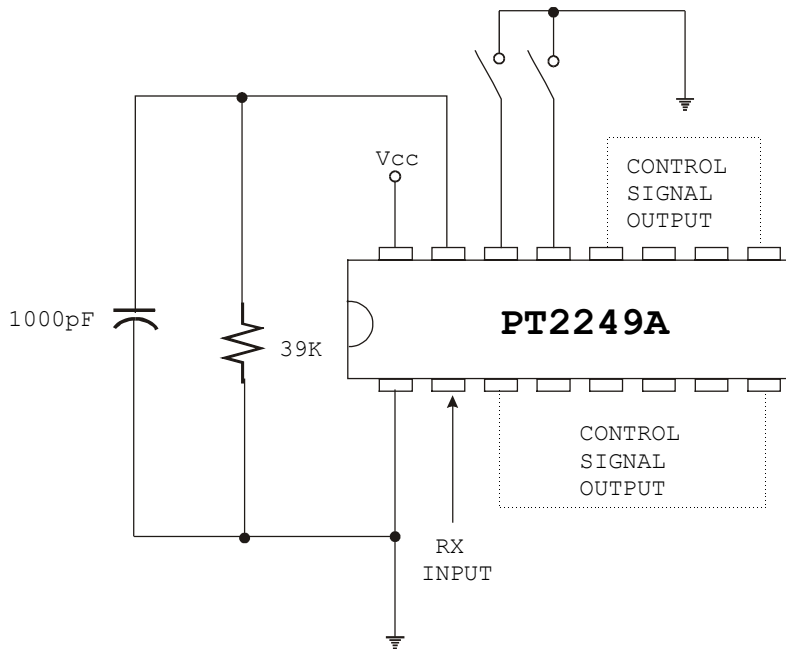 Vcc
CONTROL
SIGNAL
OUTPUT
1000pF
39K
PT2249A
CONTROL
SIGNAL
OUTPUT
RX
INPUT